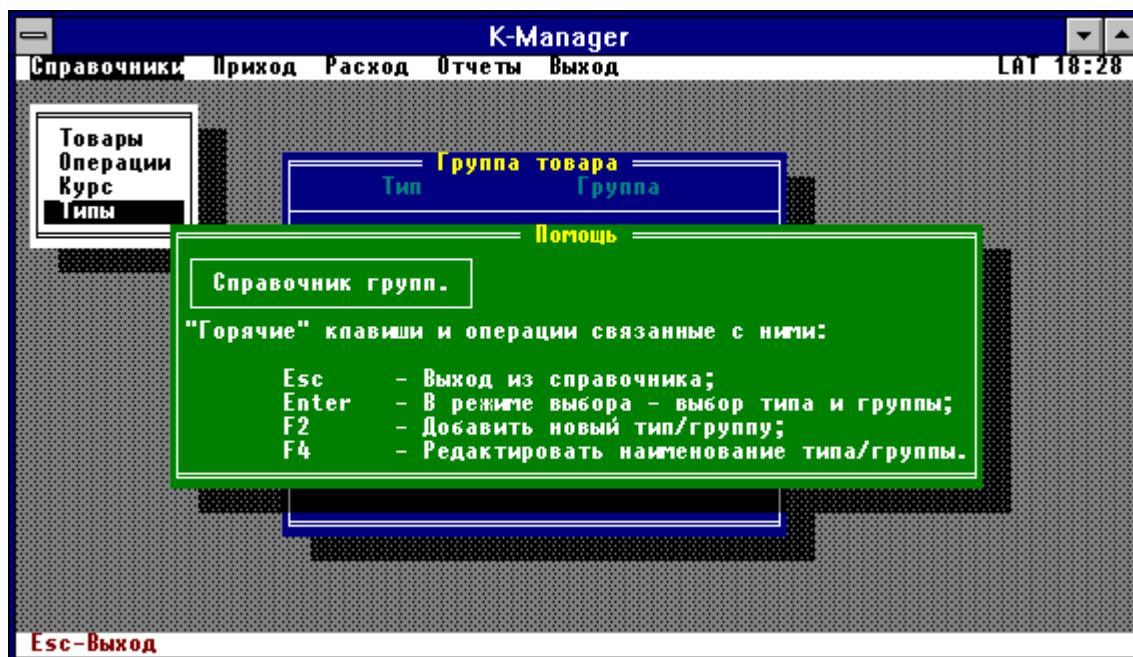 K-Manager
Справочники Приход Расход Отчеты Выход LAT 18:28
Товары
Операции
Курс
Типы
Группа товара
Тип Группа
Помощь
Справочник групп.
"Горячие" клавиши и операции связанные с ними:
Esc - Выход из справочника;
Enter - В режиме выбора - выбор типа и группы;
F2 - Добавить новый тип/группу;
F4 - Редактировать наименование типа/группы.
Esc-Выход